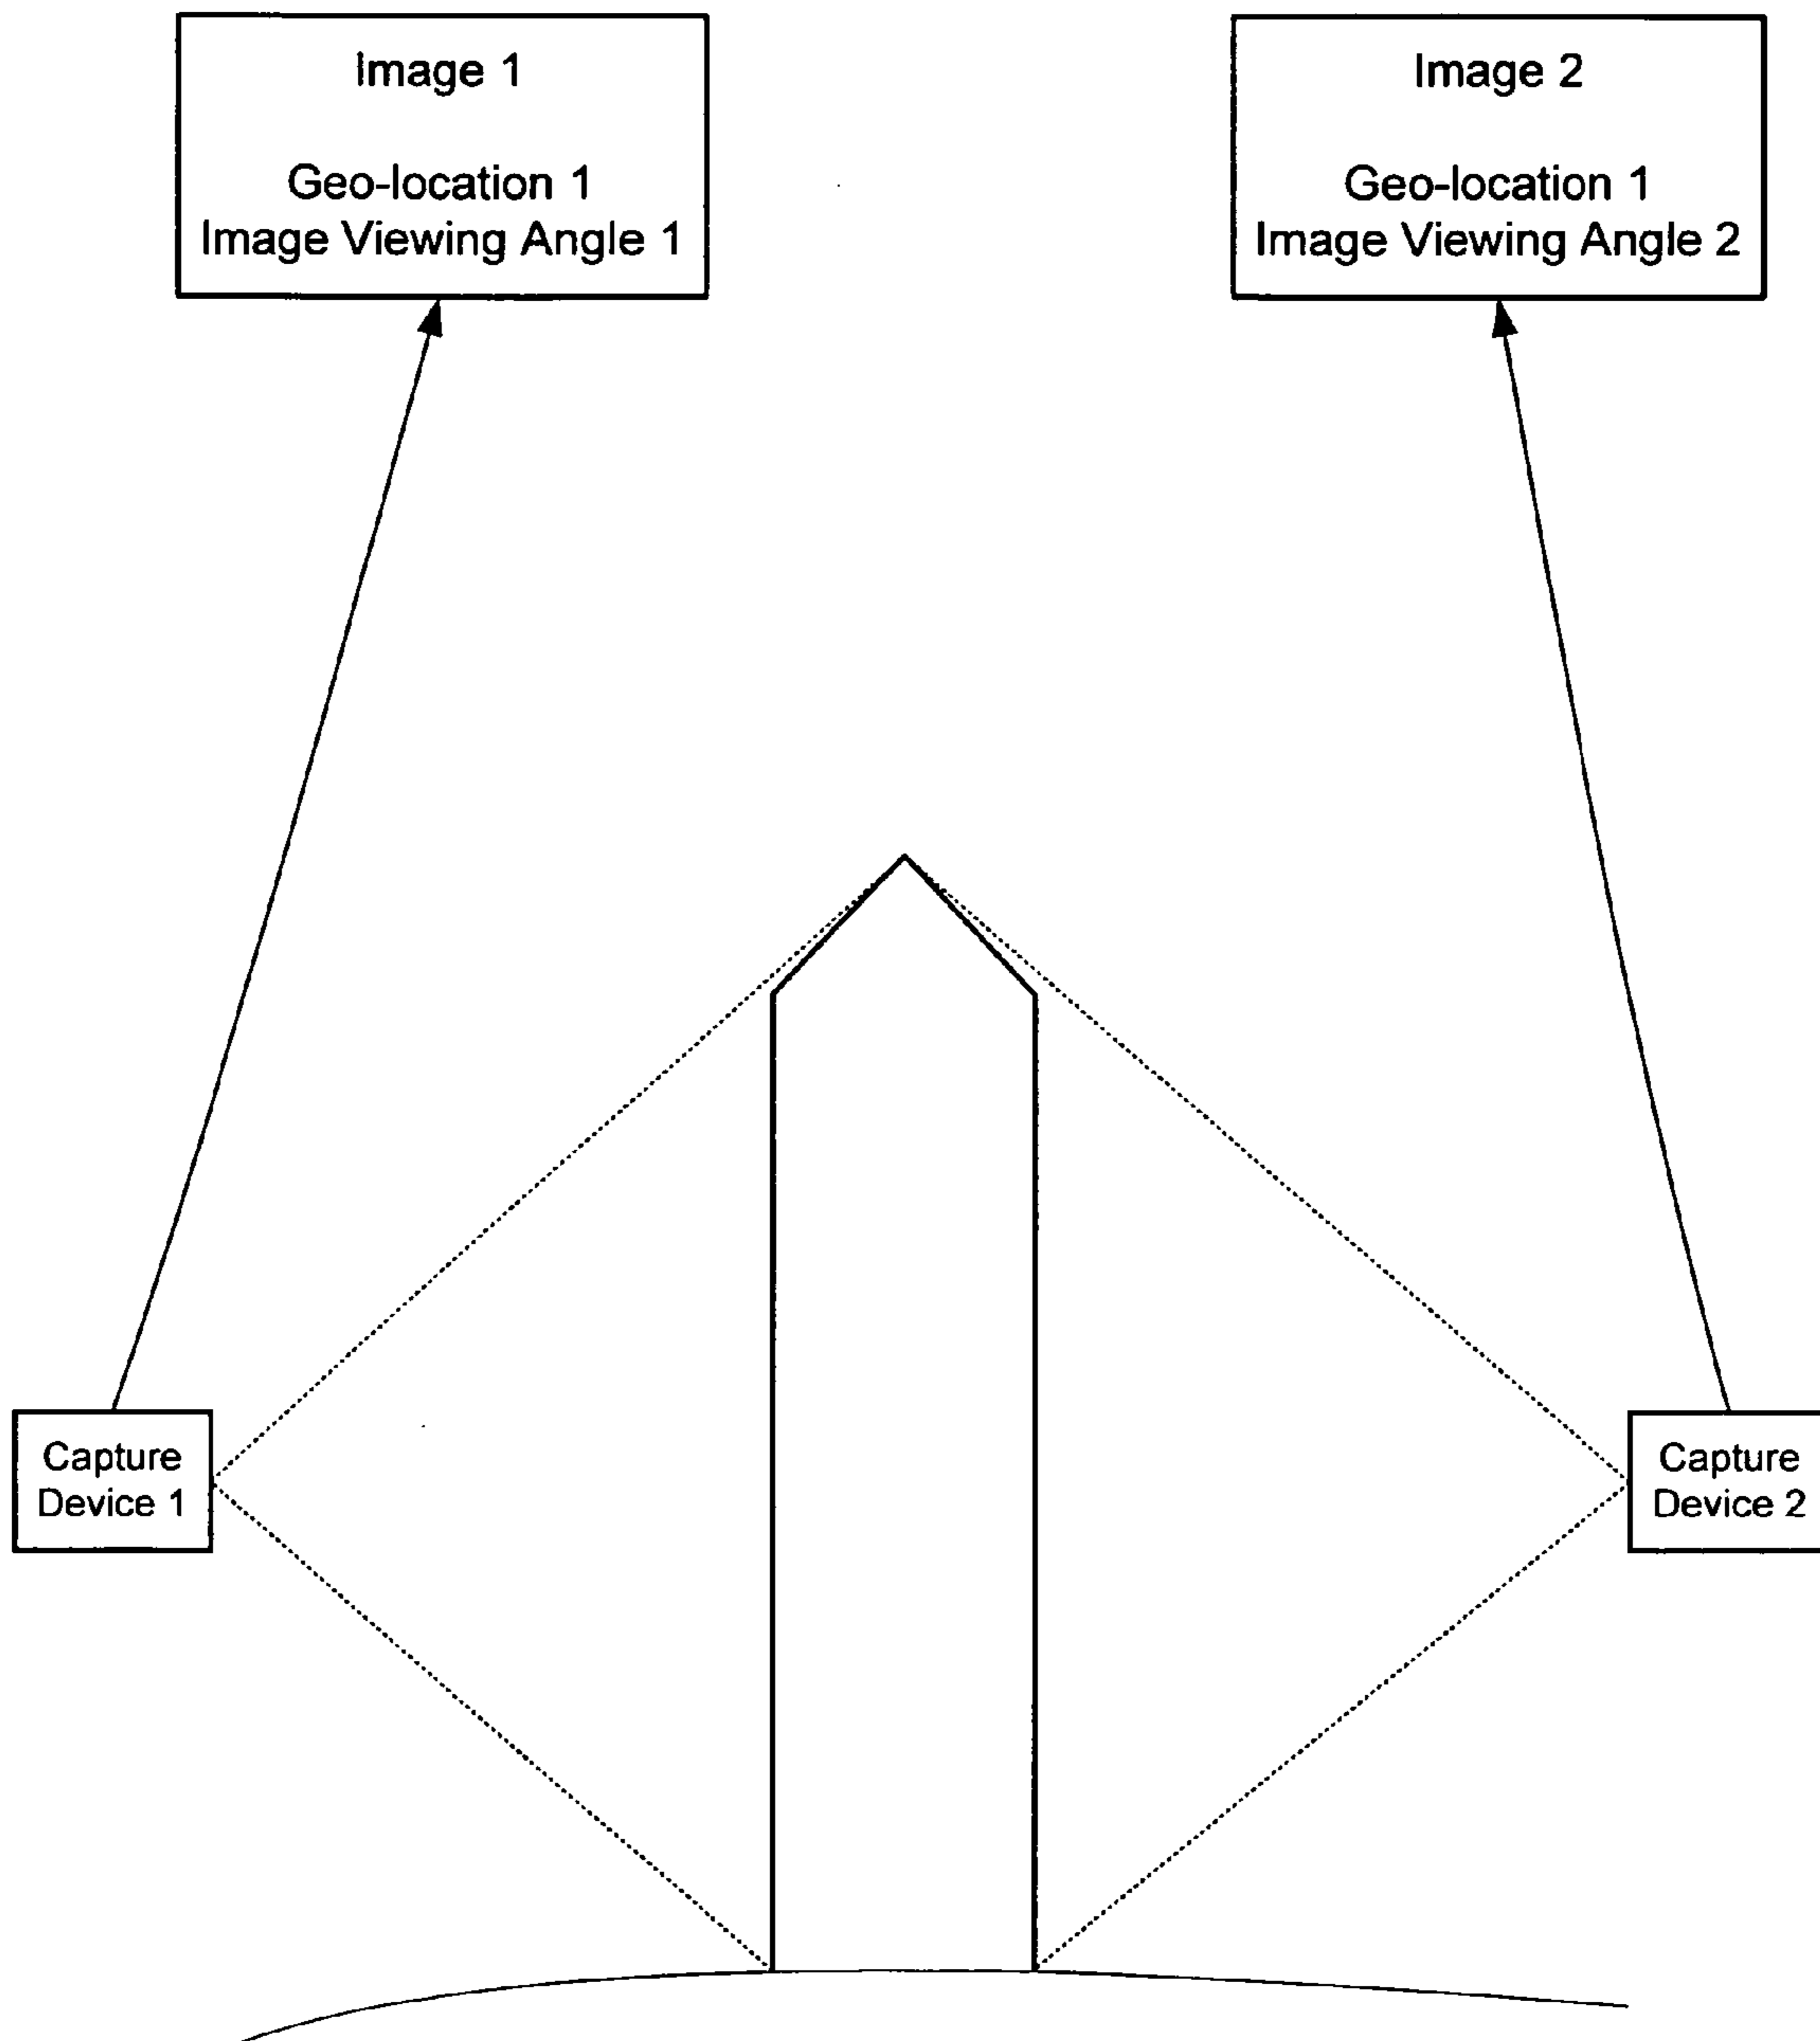 Image 1
Geo-location 1
Image Viewing Angle 1
Image 2
Geo-location 1
Image Viewing Angle 2
Capture
Device 1
Capture
Device 2